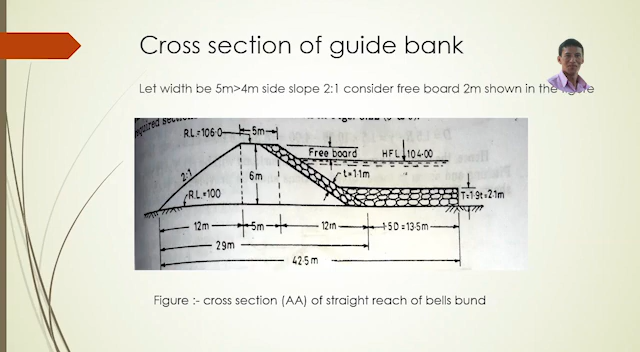 Cross section of guide bank
Let width be 5m>4m side slope 2:1 consider free board 2m shown in the figure
R.L.=106·0
5m
Free board
HFL 104·00
2:1
6m
t=1·1m
R.L.=100
T=1·9t=2·1m
12m
5m
12m
1·5D=13·5m
29m
42·5m
Figure :- cross section (AA) of straight reach of bells bund